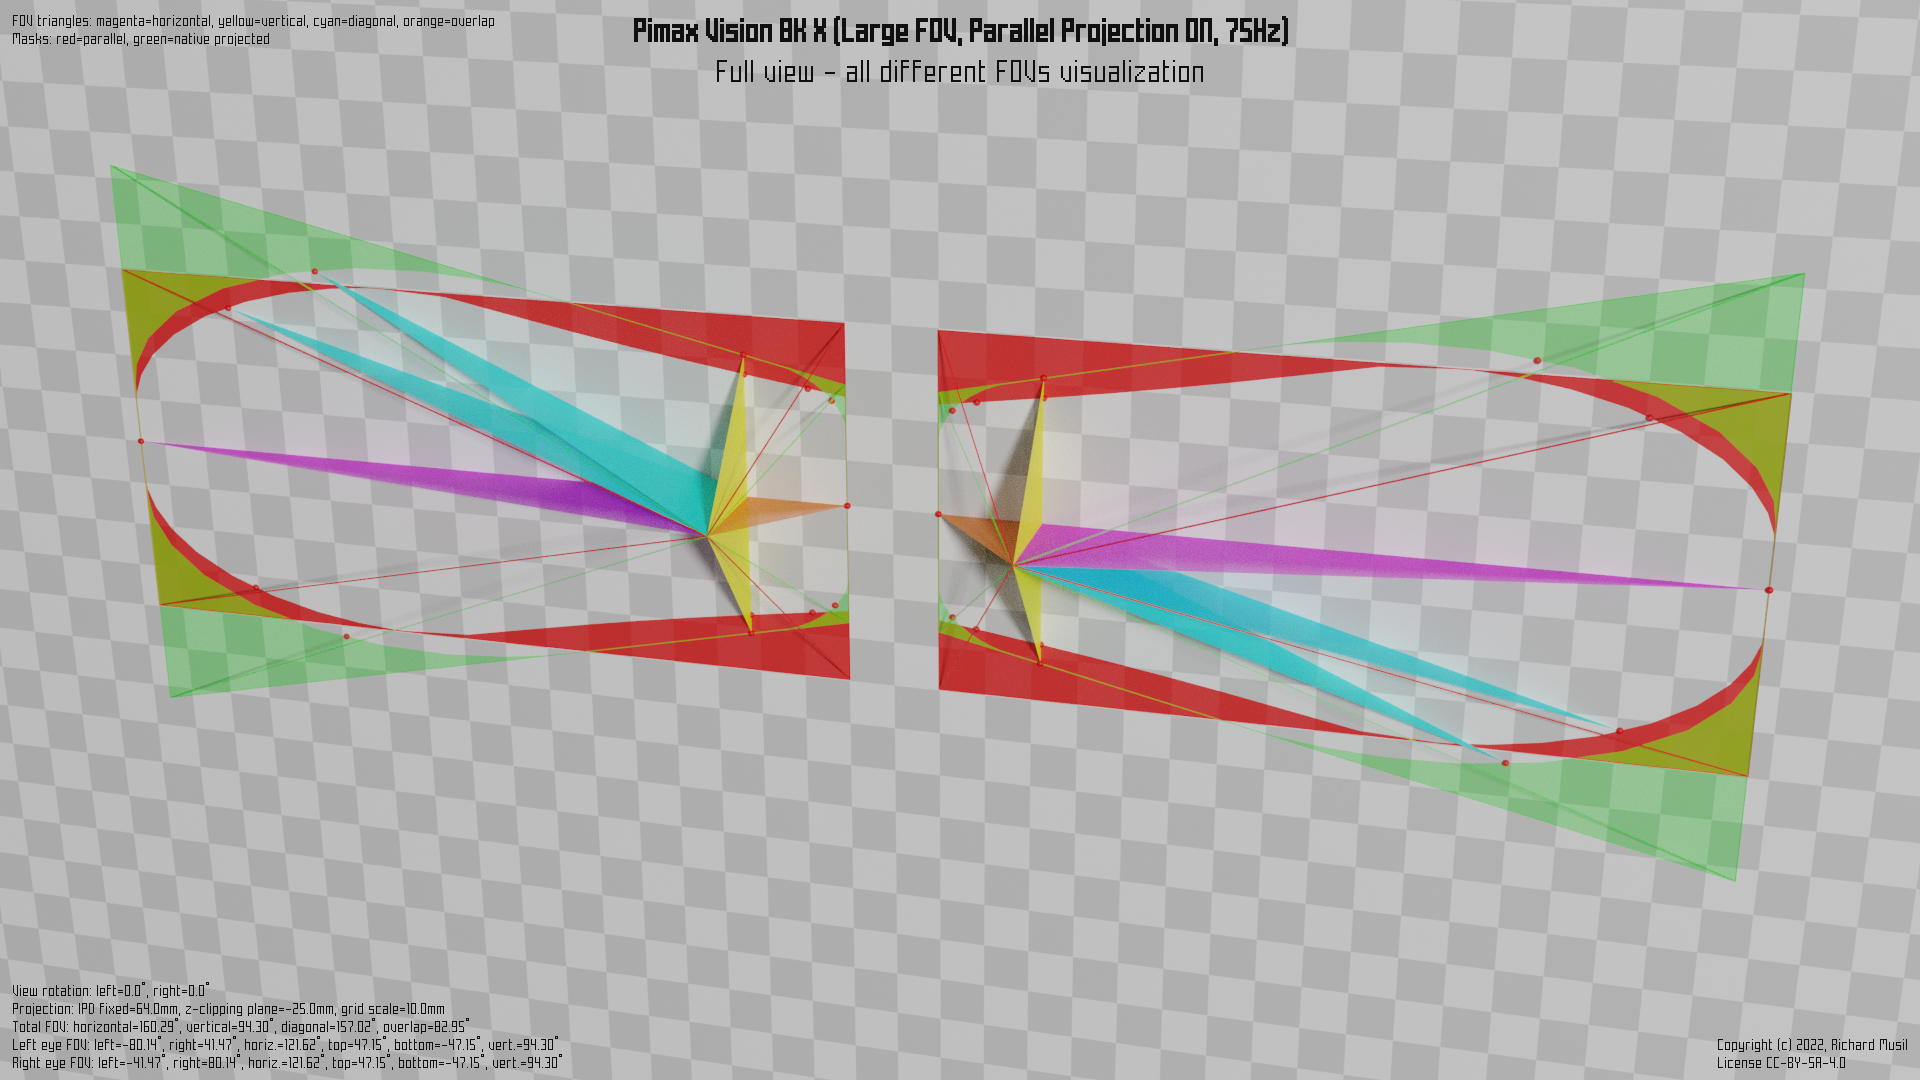 FOV triangles: magenta=horizontal, yellow=vertical, cyan=diagonal, orange=overlap
Masks: red=parallel, green=native projected
Pimax Vision 8K X (Large FOV, Parallel Projection ON, 75Hz)
Full view - all different FOVs visualization
View rotation: left=0.0°, right=0.0°
Projection: IPD fixed=64.0mm, z-clipping plane=-25.0mm, grid scale=10.0mm
Total FOV: horizontal=160.29°, vertical=94.30°, diagonal=157.02°, overlap=82.95°
Left eye FOV: left=-80.14°, right=41.47°, horiz.=121.62°, top=47.15°, bottom=-47.15°, vert.=94.30°
Right eye FOV: left=-41.47°, right=80.14°, horiz.=121.62°, top=47.15°, bottom=-47.15°, vert.=94.30°
Copyright (c) 2022, Richard Musil
License CC-BY-SA-4.0